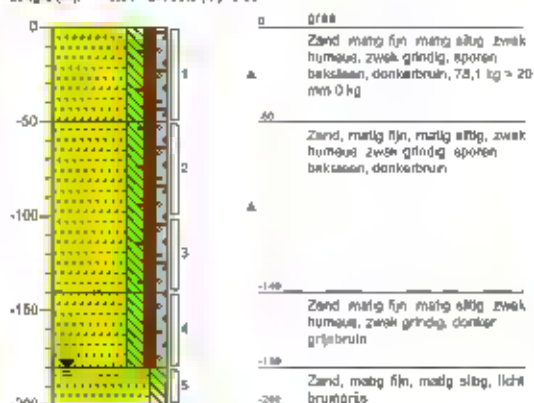 0
gras
Zand, matig fijn, matig siltig, zwak
humeus, zwak grindig, sporen
baksteen, donkerbruin, 78,1 kg > 20
mm 0 kg
-50
Zand, matig fijn, matig siltig, zwak
humeus, zwak grindig, sporen
baksteen, donkerbruin
-140
Zand, matig fijn, matig siltig, zwak
humeus, zwak grindig, donker
grijsbruin
-180
Zand, matig fijn, matig siltig, licht
bruingrijs
-200
0
-50
-100
-150
-200
1
2
3
4
5